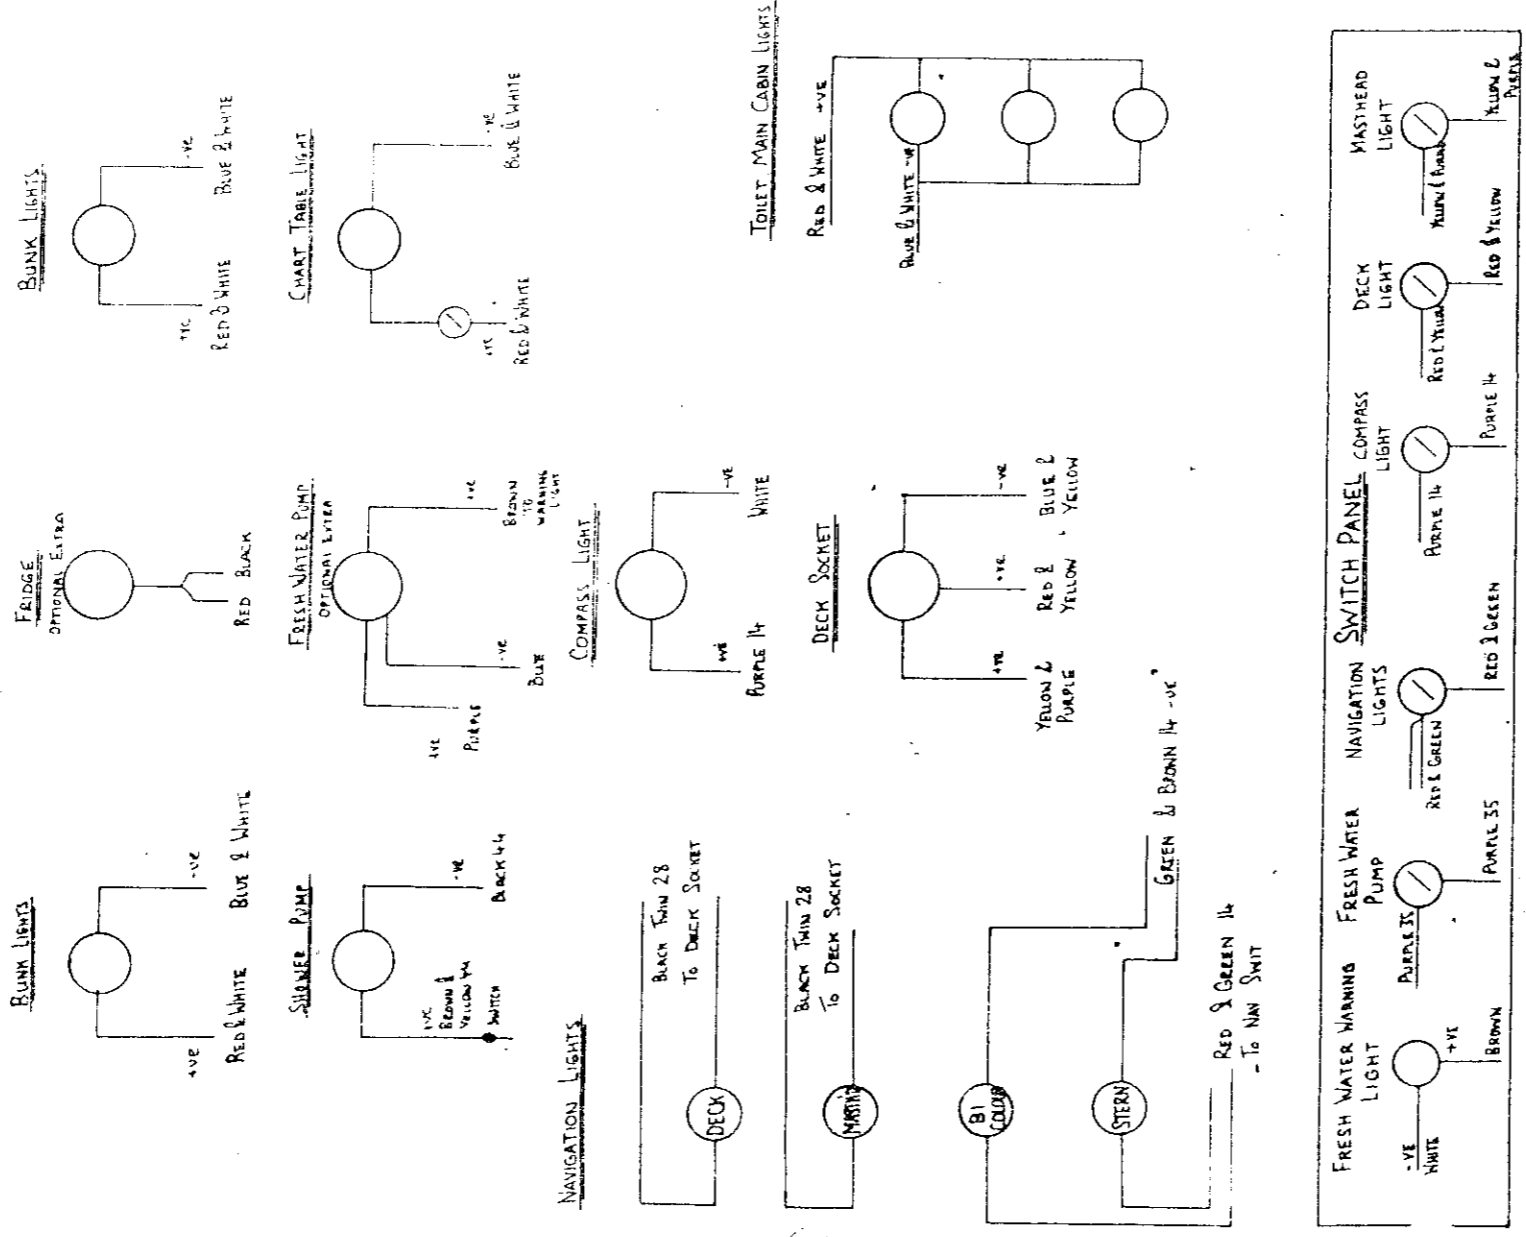 BUNK LIGHTS
+VE
RED & WHITE
-VE
BLUE & WHITE
FRIDGE
OPTIONAL EXTRA
RED
BLACK
BUNK LIGHTS
+VE
RED & WHITE
-VE
BLUE & WHITE
SHOWER PUMP
+VE
BROWN &
YELLOW 44
SWITCH
-VE
BLACK 44
FRESH WATER PUMP
OPTIONAL EXTRA
+VE
PURPLE
-VE
BLUE
+VE
BROWN
TO
WARNING
LIGHT
CHART TABLE LIGHT
+VE
RED & WHITE
-VE
BLUE & WHITE
NAVIGATION LIGHTS
BLACK TWIN 28
TO DECK SOCKET
DECK
BLACK TWIN 28
TO DECK SOCKET
BI
COLOUR
STERN
GREEN & BROWN 14 -VE
RED & GREEN 14
- TO NAV SWIT
COMPASS LIGHT
+VE
PURPLE 14
-VE
WHITE
DECK SOCKET
+VE
YELLOW &
PURPLE
+VE
RED &
YELLOW
-VE
BLUE &
YELLOW
TOILET MAIN CABIN LIGHTS
RED & WHITE +VE
BLUE & WHITE -VE
SWITCH PANEL
FRESH WATER WARNING
LIGHT
-VE
WHITE
+VE
BROWN
FRESH WATER
PUMP
PURPLE 35
PURPLE 35
NAVIGATION
LIGHTS
RED & GREEN
RED & GREEN
COMPASS
LIGHT
PURPLE 14
PURPLE 14
DECK
LIGHT
RED & YELLOW
RED & YELLOW
MASTHEAD
LIGHT
YELLOW & PURPLE
YELLOW &
PURPLE